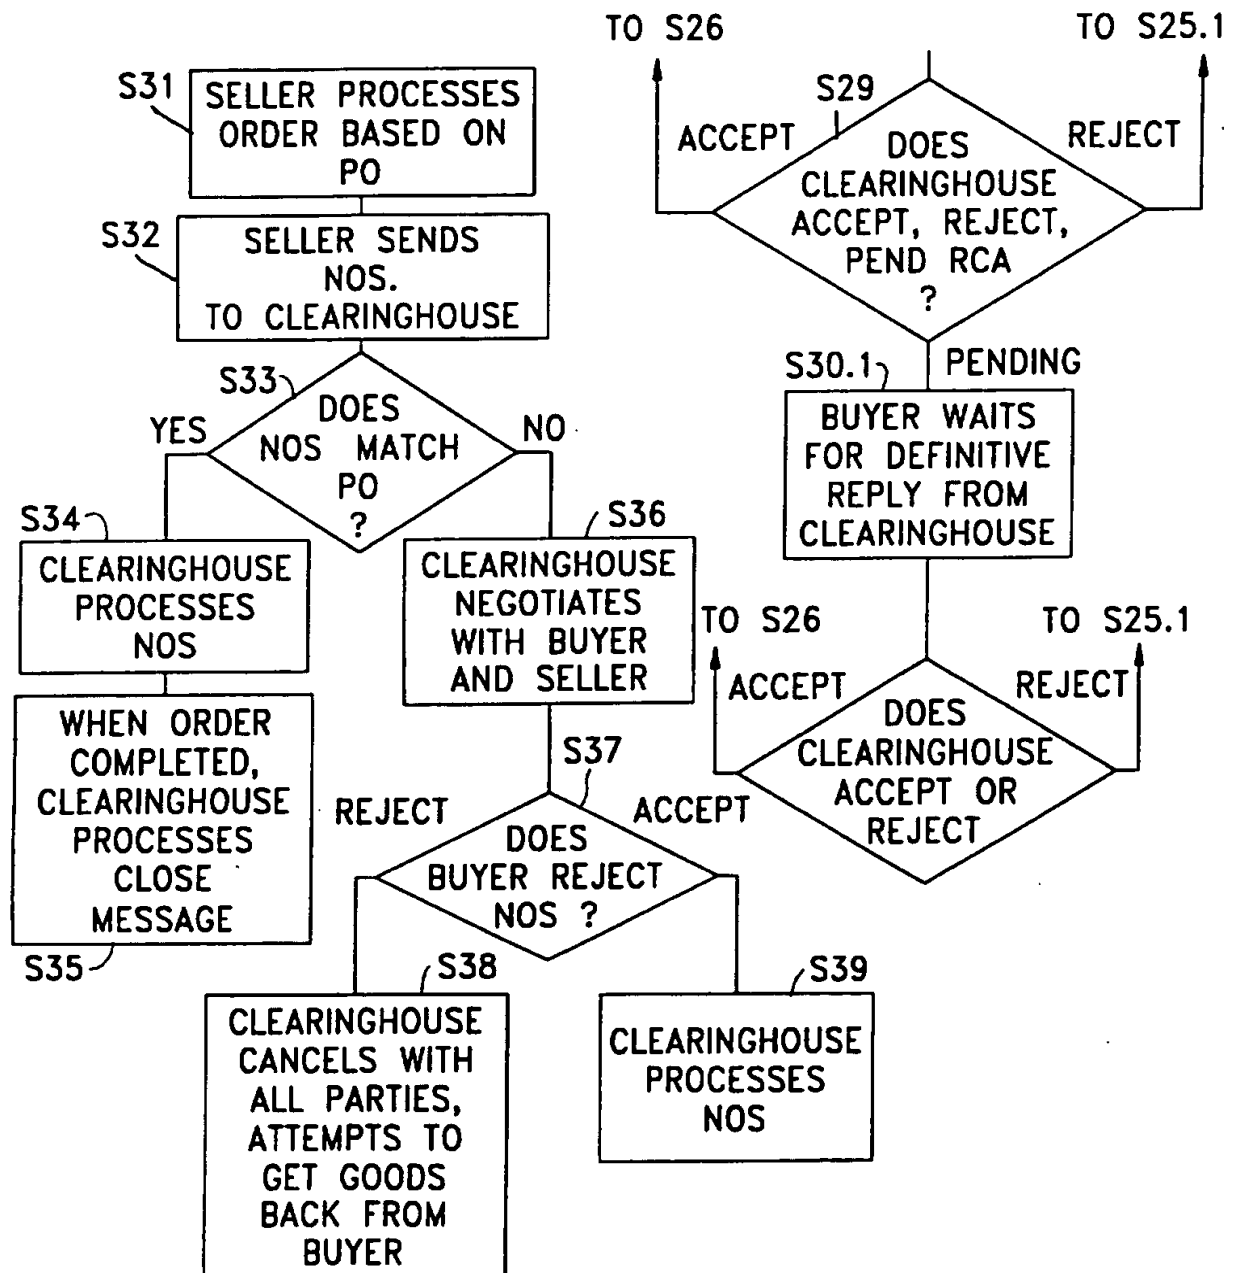 S31
SELLER PROCESSES
ORDER BASED ON
PO
S32
SELLER SENDS
NOS.
TO CLEARINGHOUSE
S33
DOES
NOS MATCH
PO
?
YES
NO
S34
CLEARINGHOUSE
PROCESSES
NOS
WHEN ORDER
COMPLETED,
CLEARINGHOUSE
PROCESSES
CLOSE
MESSAGE
S35
S36
CLEARINGHOUSE
NEGOTIATES
WITH BUYER
AND SELLER
S37
REJECT
ACCEPT
DOES
BUYER REJECT
NOS ?
S38
CLEARINGHOUSE
CANCELS WITH
ALL PARTIES,
ATTEMPTS TO
GET GOODS
BACK FROM
BUYER
S39
CLEARINGHOUSE
PROCESSES
NOS
TO S26
TO S25.1
S29
ACCEPT
REJECT
DOES
CLEARINGHOUSE
ACCEPT, REJECT,
PEND RCA
?
PENDING
S30.1
BUYER WAITS
FOR DEFINITIVE
REPLY FROM
CLEARINGHOUSE
TO S26
TO S25.1
ACCEPT
REJECT
DOES
CLEARINGHOUSE
ACCEPT OR
REJECT